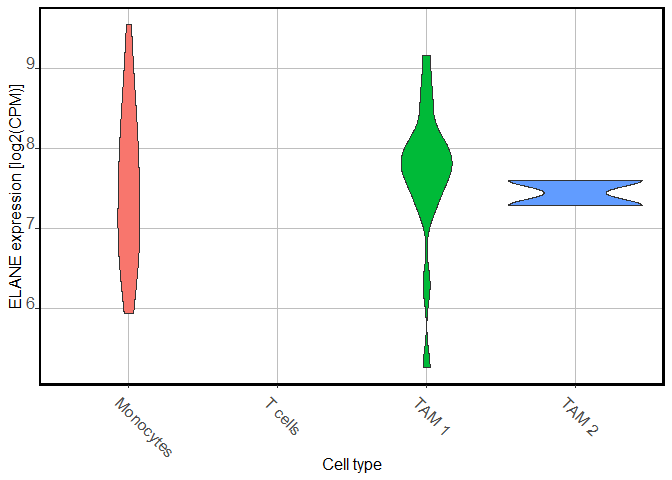 ELANE expression [log2(CPM)]
9
8
7
6
Monocytes
T cells
TAM 1
TAM 2
Cell type